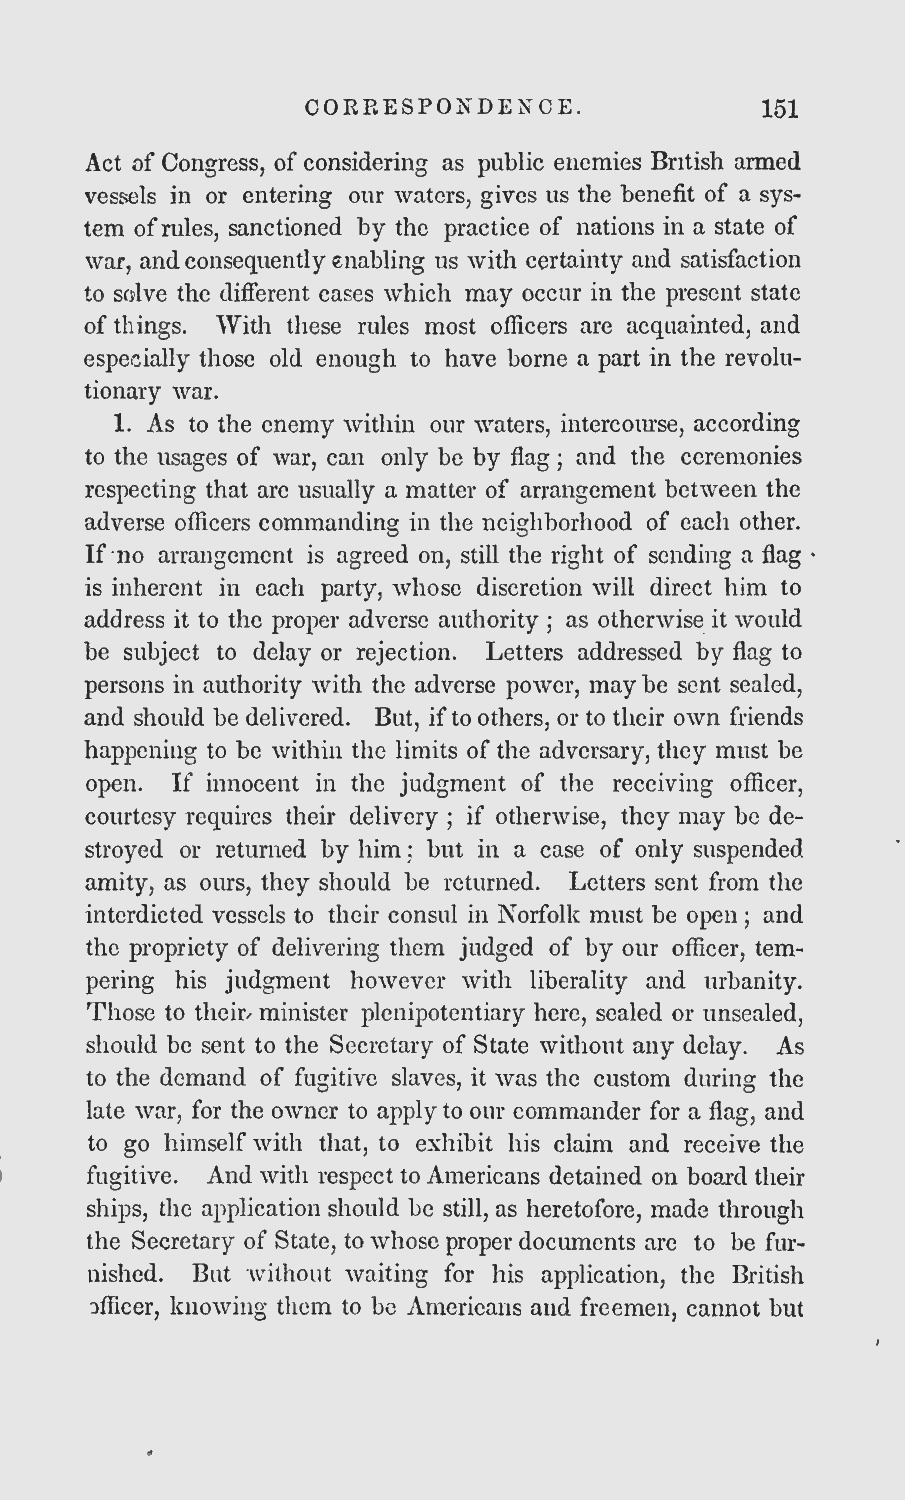 CORRESPONDENCE. 151
Act of Congress, of considering as public enemies British armed
vessels in or entering our waters, gives us the benefit of a sys-
tem of rules, sanctioned by the practice of nations in a state of
war, and consequently enabling us with certainty and satisfaction
to solve the different cases which may occur in the present state
of things. With these rules most officers are acquainted, and
especially those old enough to have borne a part in the revolu-
tionary war.
1. As to the enemy within our waters, intercourse, according
to the usages of war, can only be by flag ; and the ceremonies
respecting that are usually a matter of arrangement between the
adverse officers commanding in the neighborhood of each other.
If no arrangement is agreed on, still the right of sending a flag
is inherent in each party, whose discretion will direct him to
address it to the proper adverse authority ; as otherwise it would
be subject to delay or rejection. Letters addressed by flag to
persons in authority with the adverse power, may be sent sealed,
and should be delivered. But, if to others, or to their own friends
happening to be within the limits of the adversary, they must be
open. If innocent in the judgment of the receiving officer,
courtesy requires their delivery ; if otherwise, they may be de-
stroyed or returned by him ; but in a case of only suspended
amity, as ours, they should be returned. Letters sent from the
interdicted vessels to their consul in Norfolk must be open ; and
the propriety of delivering them judged of by our officer, tem-
pering his judgment however with liberality and urbanity.
Those to their minister plenipotentiary here, sealed or unsealed,
should be sent to the Secretary of State without any delay. As
to the demand of fugitive slaves, it was the custom during the
late war, for the owner to apply to our commander for a flag, and
to go himself with that, to exhibit his claim and receive the
fugitive. And with respect to Americans detained on board their
ships, the application should be still, as heretofore, made through
the Secretary of State, to whose proper documents are to be fur-
nished. But without waiting for his application, the British
officer, knowing them to be Americans and freemen, cannot but